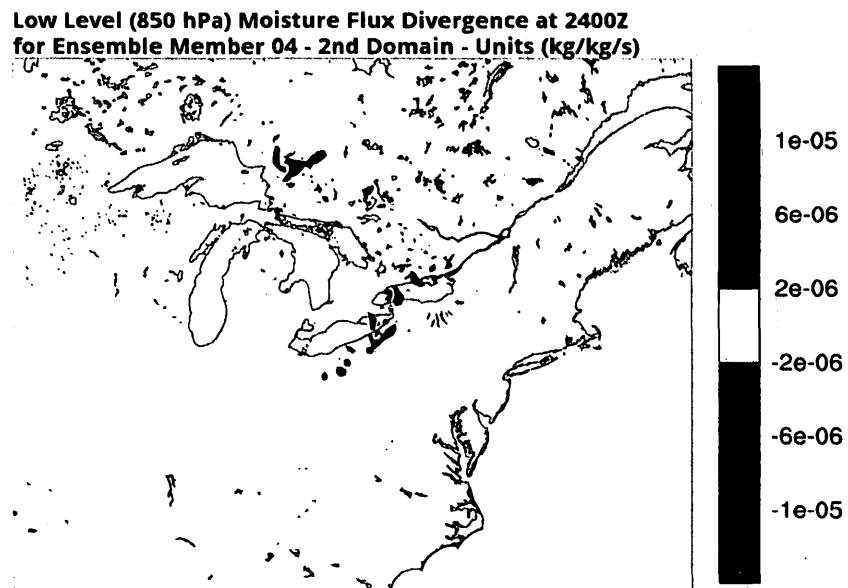 Low Level (850 hPa) Moisture Flux Divergence at 2400Z
for Ensemble Member 04 - 2nd Domain - Units (kg/kg/s)
1e-05
6e-06
2e-06
-2e-06
-6e-06
-1e-05